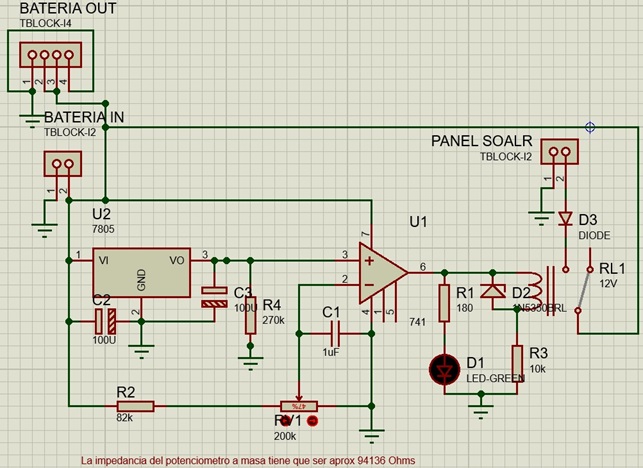 BATERIA OUT
TBLOCK-I4
1 2 3 4
BATERIA IN
TBLOCK-I2
1 2
PANEL SOALR
TBLOCK-I2
1 2
D3
DIODE
RL1
12V
U2
7805
1 VI VO 3
GND
2
C2
100U
C3
100U
R4
270k
U1
7
3
2
6
4 1 5
741
C1
1uF
R1
180
D2
1N5350BRL
D1
LED-GREEN
R3
10k
R2
82k
47%
RV1
200k
La impedancia del potenciometro a masa tiene que ser aprox 94136 Ohms